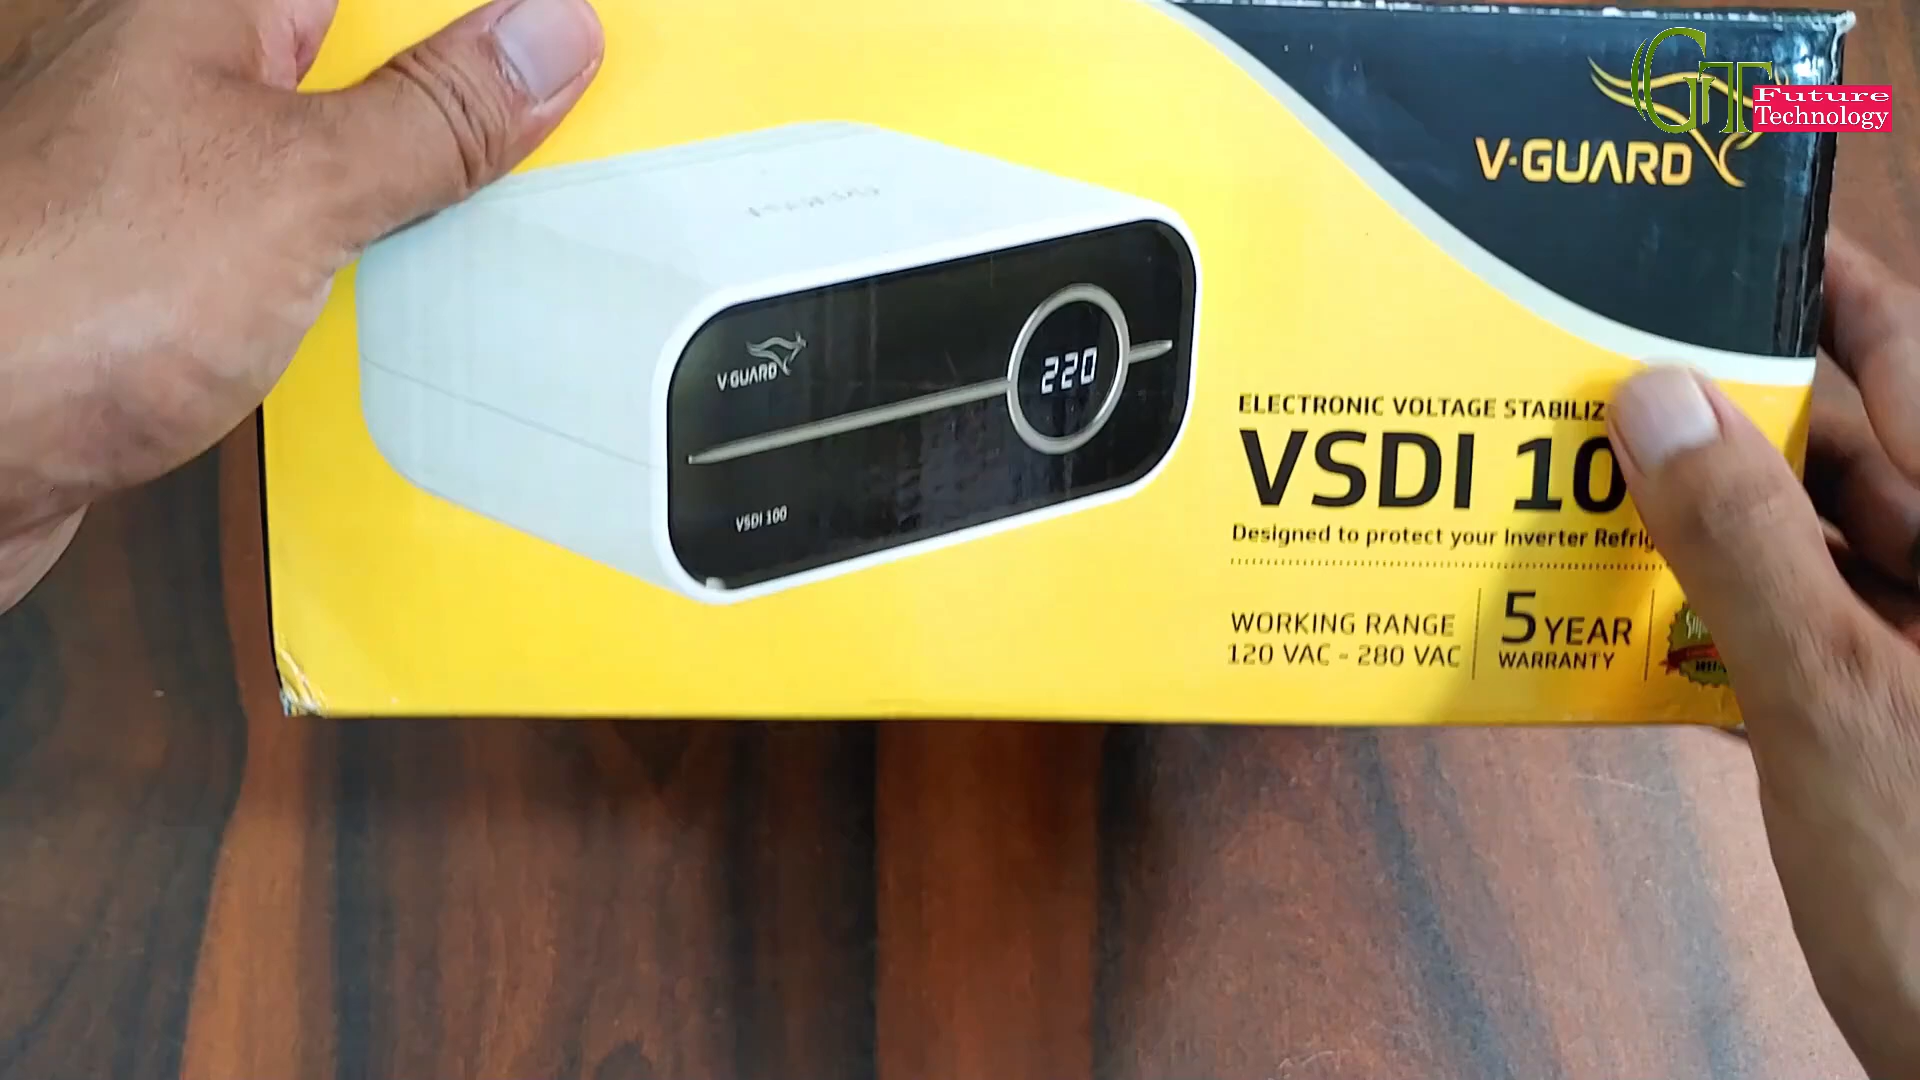 GT Future
Technology
V-GUARD
V-GUARD
220
VSDI 100
ELECTRONIC VOLTAGE STABILIZ
VSDI 10
Designed to protect your Inverter Refrig
WORKING RANGE
120 VAC - 280 VAC
5 YEAR
WARRANTY